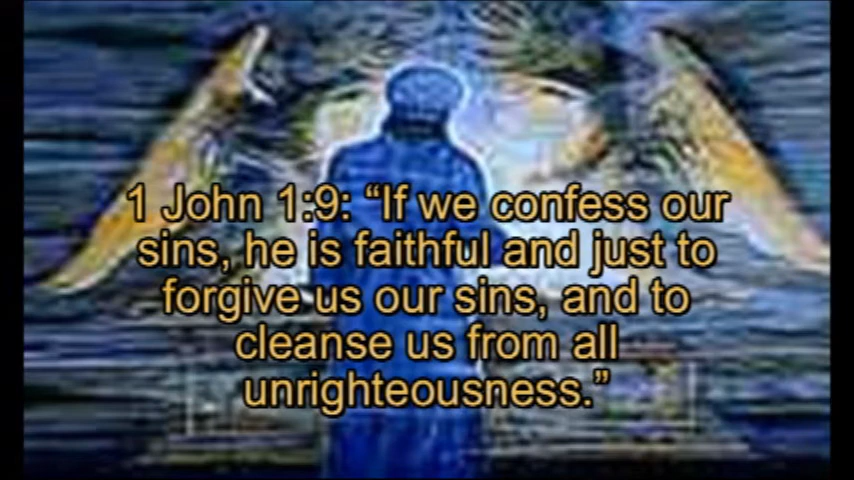 1 John 1:9: “If we confess our
sins, he is faithful and just to
forgive us our sins, and to
cleanse us from all
unrighteousness.”